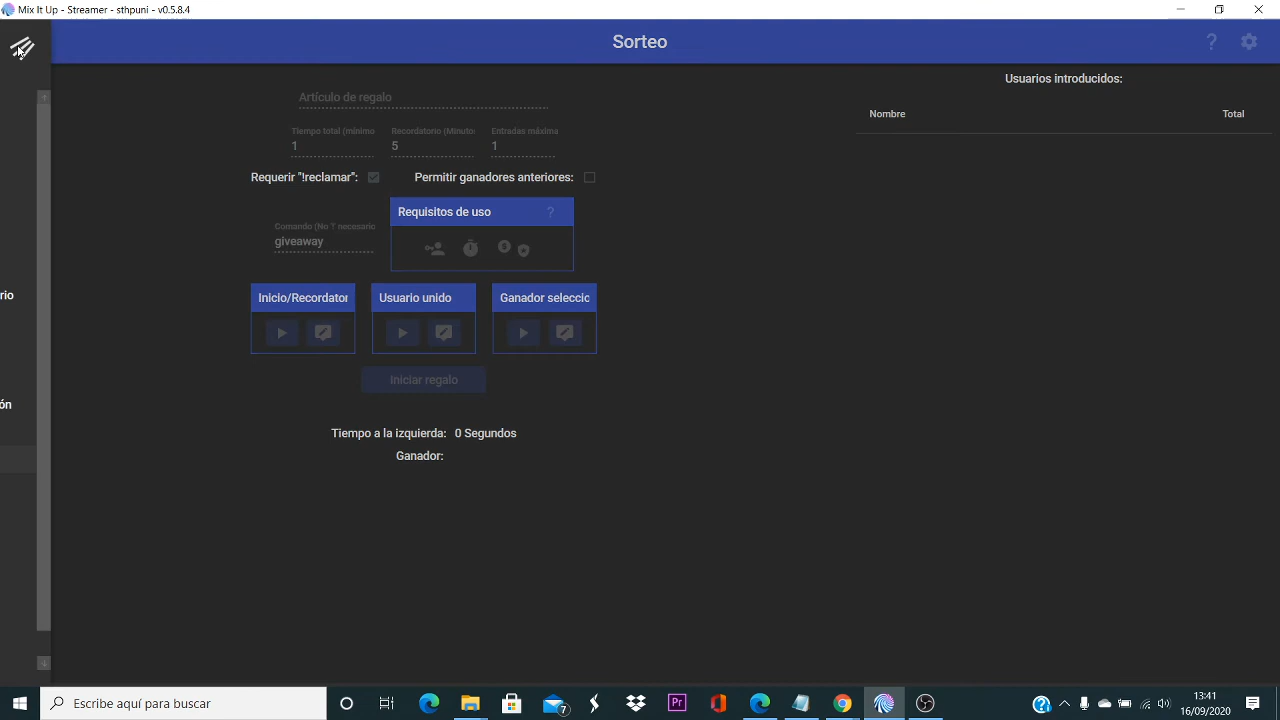 Mix It Up - Streamer - sthpuni - v0.5.8.4
Sorteo
?
Artículo de regalo
Usuarios introducidos:
Nombre
Total
Tiempo total (mínimo
Recordatorio (Minuto
Entradas máxima
1
5
1
Requerir "!reclamar":
Permitir ganadores anteriores:
Comando (No '!' necesaric
giveaway
Requisitos de uso
?
rio
Inicio/Recordator
Usuario unido
Ganador seleccic
Iniciar regalo
ón
Tiempo a la izquierda: 0 Segundos
Ganador:
Escribe aquí para buscar
7
Pr
13:41
16/09/2020